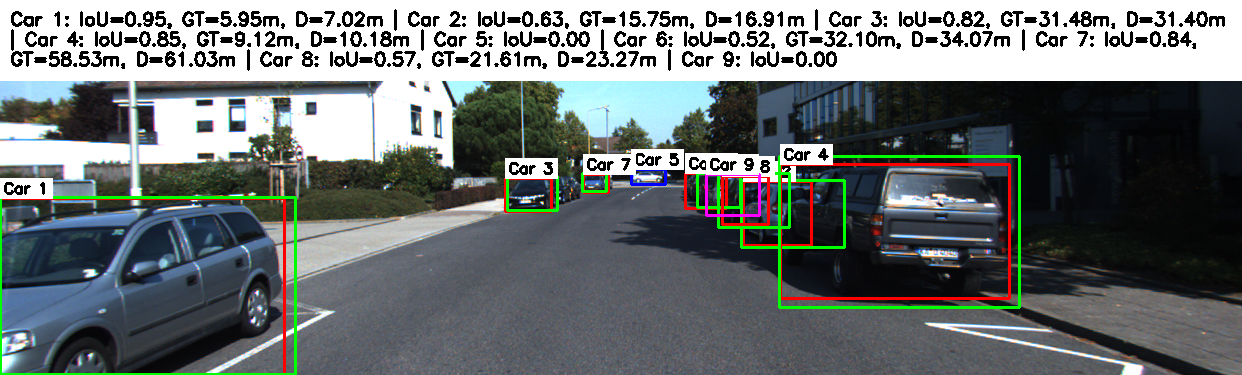 Car 1: IoU=0.95, GT=5.95m, D=7.02m | Car 2: IoU=0.63, GT=15.75m, D=16.91m | Car 3: IoU=0.82, GT=31.48m, D=31.40m
| Car 4: IoU=0.85, GT=9.12m, D=10.18m | Car 5: IoU=0.00 | Car 6: IoU=0.52, GT=32.10m, D=34.07m | Car 7: IoU=0.84,
GT=58.53m, D=61.03m | Car 8: IoU=0.57, GT=21.61m, D=23.27m | Car 9: IoU=0.00
Car 4
Car 3
Car 7
Car 5
Car 9
8
Car 1